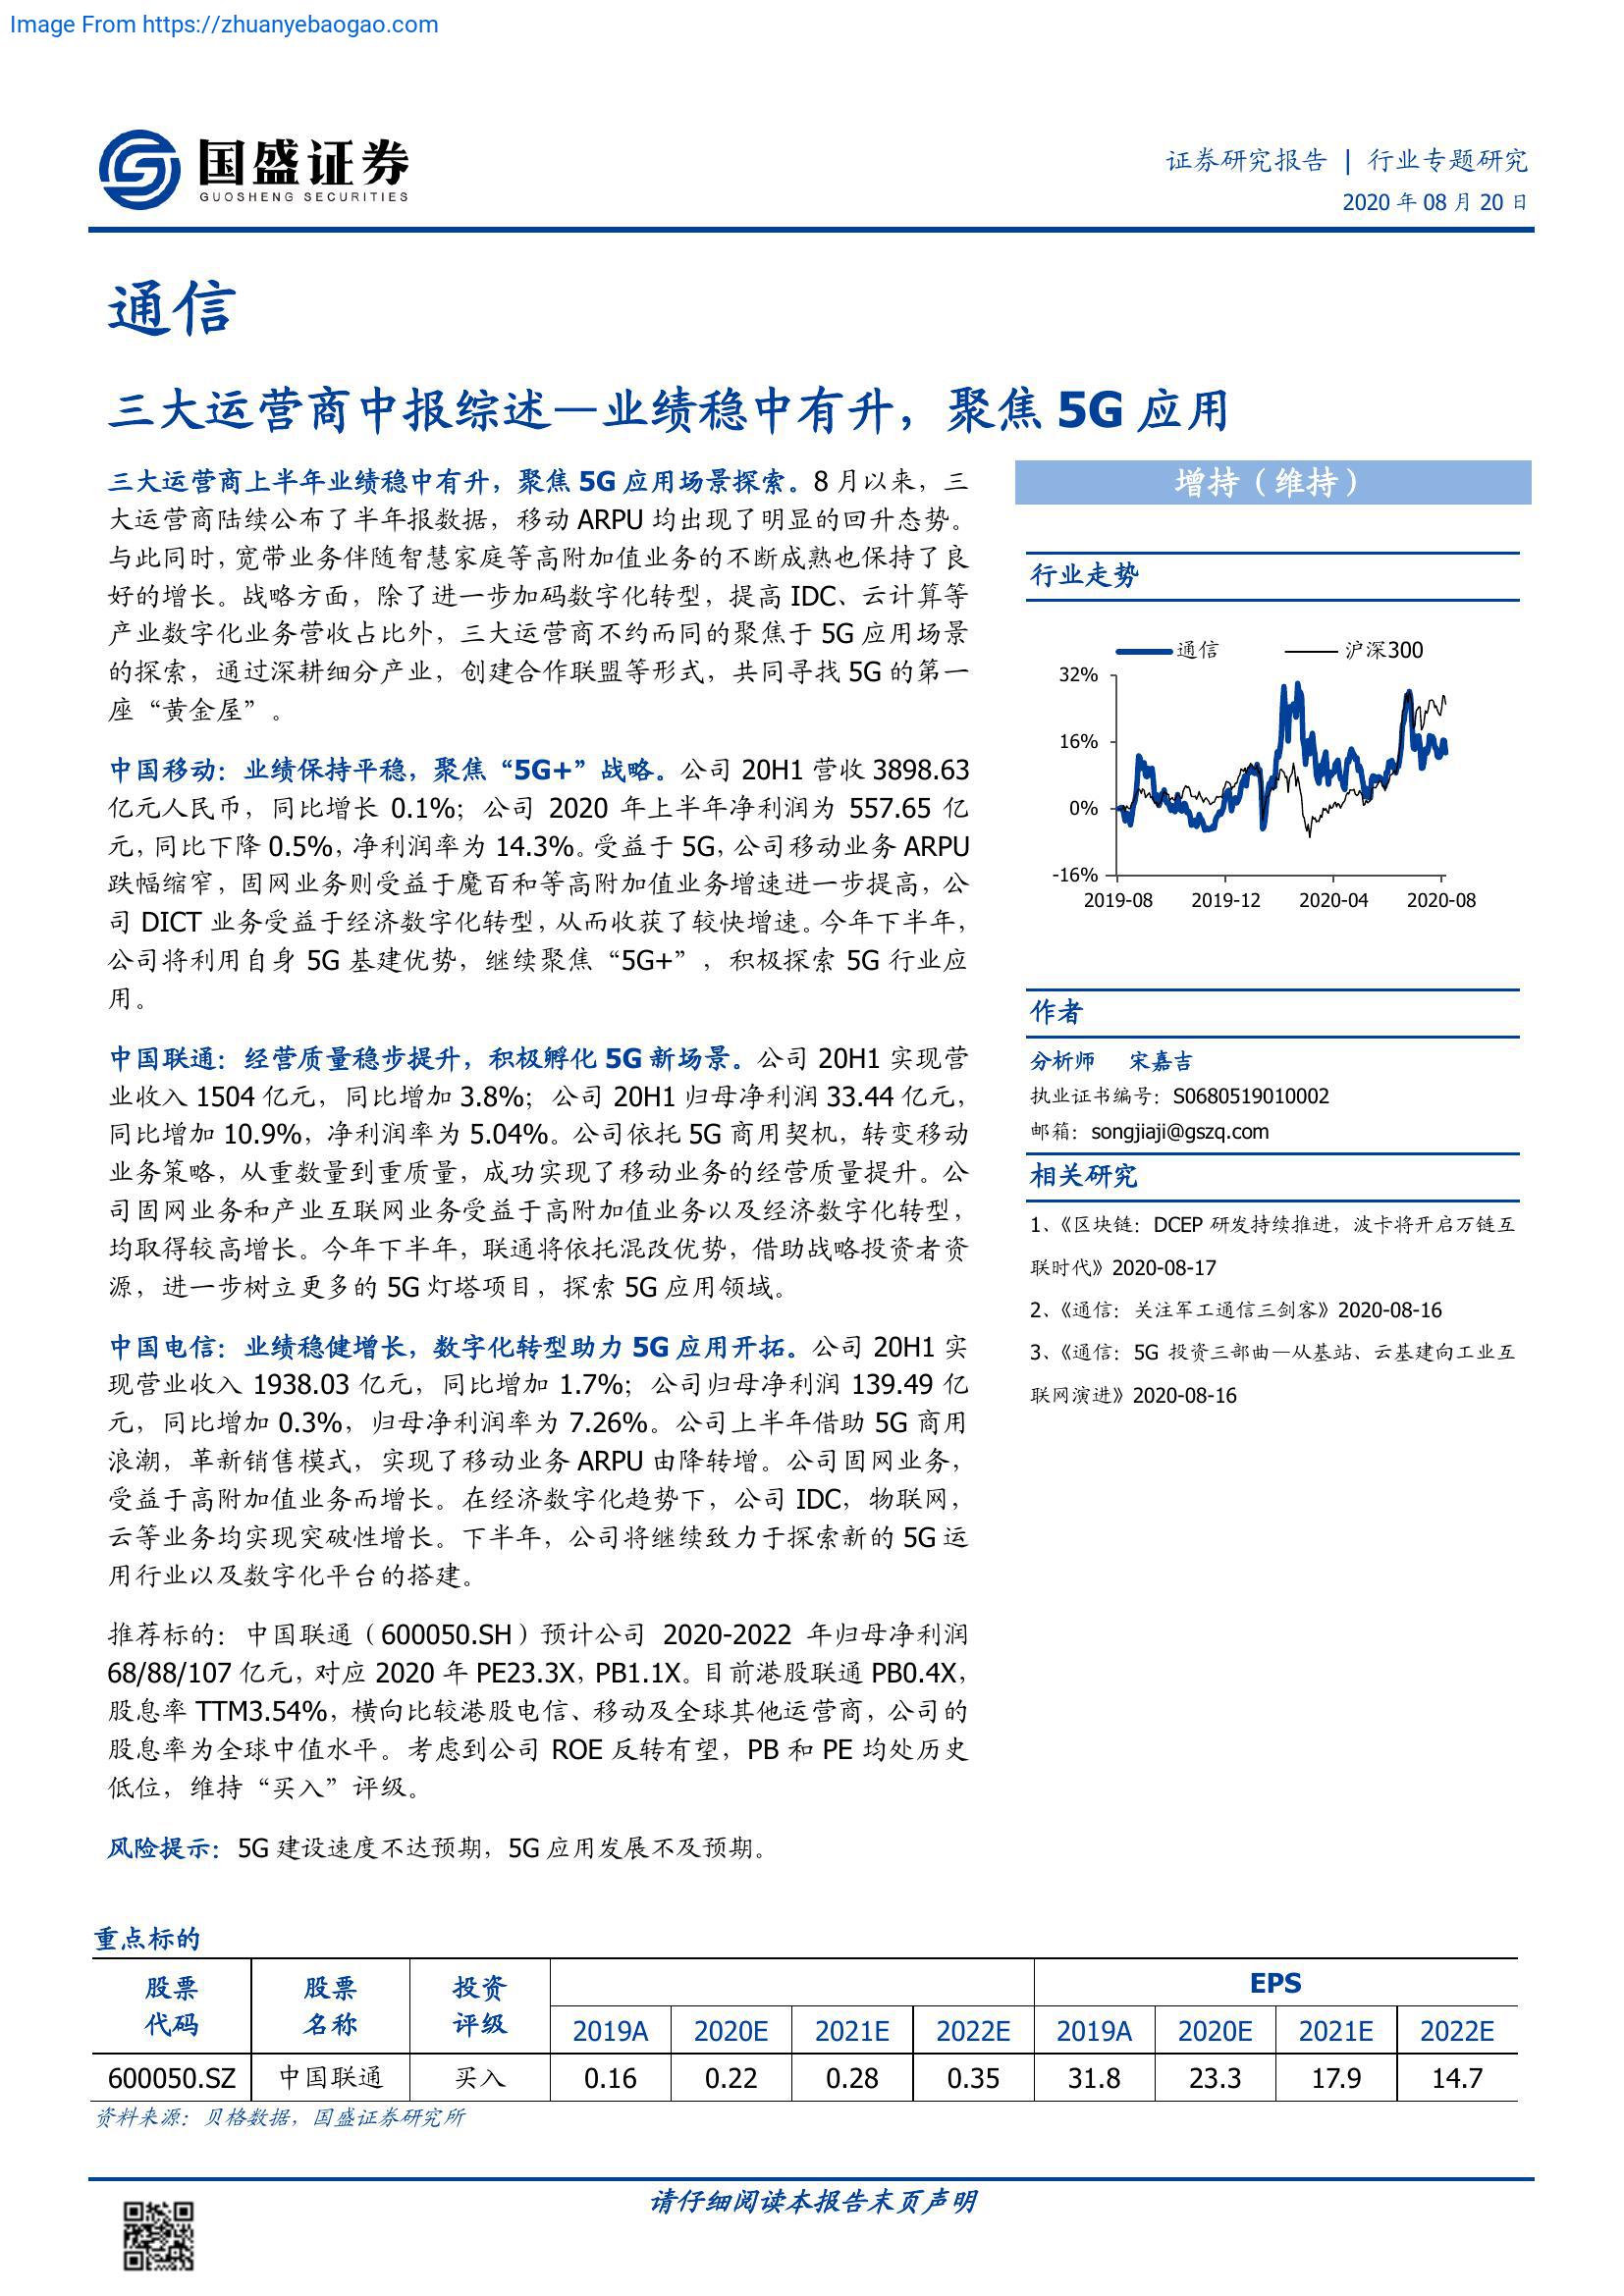 Image From https://zhuanyebaogao.com
国盛证券
GUOSHENG SECURITIES
证券研究报告 | 行业专题研究
2020 年 08 月 20 日
通信
三大运营商中报综述—业绩稳中有升，聚焦 5G 应用
三大运营商上半年业绩稳中有升，聚焦 5G 应用场景探索。8 月以来，三
大运营商陆续公布了半年报数据，移动 ARPU 均出现了明显的回升态势。
与此同时，宽带业务伴随智慧家庭等高附加值业务的不断成熟也保持了良
好的增长。战略方面，除了进一步加码数字化转型，提高 IDC、云计算等
产业数字化业务营收占比外，三大运营商不约而同的聚焦于 5G 应用场景
的探索，通过深耕细分产业，创建合作联盟等形式，共同寻找 5G 的第一
座“黄金屋”。
中国移动：业绩保持平稳，聚焦“5G+”战略。公司 20H1 营收 3898.63
亿元人民币，同比增长 0.1%；公司 2020 年上半年净利润为 557.65 亿
元，同比下降 0.5%，净利润率为 14.3%。受益于 5G，公司移动业务 ARPU
跌幅缩窄，固网业务则受益于魔百和等高附加值业务增速进一步提高，公
司 DICT 业务受益于经济数字化转型，从而收获了较快增速。今年下半年，
公司将利用自身 5G 基建优势，继续聚焦“5G+”，积极探索 5G 行业应
用。
中国联通：经营质量稳步提升，积极孵化 5G 新场景。公司 20H1 实现营
业收入 1504 亿元，同比增加 3.8%；公司 20H1 归母净利润 33.44 亿元，
同比增加 10.9%，净利润率为 5.04%。公司依托 5G 商用契机，转变移动
业务策略，从重数量到重质量，成功实现了移动业务的经营质量提升。公
司固网业务和产业互联网业务受益于高附加值业务以及经济数字化转型，
均取得较高增长。今年下半年，联通将依托混改优势，借助战略投资者资
源，进一步树立更多的 5G 灯塔项目，探索 5G 应用领域。
中国电信：业绩稳健增长，数字化转型助力 5G 应用开拓。公司 20H1 实
现营业收入 1938.03 亿元，同比增加 1.7%；公司归母净利润 139.49 亿
元，同比增加 0.3%，归母净利润率为 7.26%。公司上半年借助 5G 商用
浪潮，革新销售模式，实现了移动业务 ARPU 由降转增。公司固网业务，
受益于高附加值业务而增长。在经济数字化趋势下，公司 IDC，物联网，
云等业务均实现突破性增长。下半年，公司将继续致力于探索新的 5G 运
用行业以及数字化平台的搭建。
推荐标的：中国联通（600050.SH）预计公司 2020-2022 年归母净利润
68/88/107 亿元，对应 2020 年 PE23.3X，PB1.1X。目前港股联通 PB0.4X，
股息率 TTM3.54%，横向比较港股电信、移动及全球其他运营商，公司的
股息率为全球中值水平。考虑到公司 ROE 反转有望，PB 和 PE 均处历史
低位，维持“买入”评级。
风险提示：5G 建设速度不达预期，5G 应用发展不及预期。
增持（维持）
行业走势
通信 沪深300
32%
16%
0%
-16%
2019-08 2019-12 2020-04 2020-08
作者
分析师 宋嘉吉
执业证书编号：S0680519010002
邮箱：songjiaji@gszq.com
相关研究
1、《区块链：DCEP 研发持续推进，波卡将开启万链互
联时代》2020-08-17
2、《通信：关注军工通信三剑客》2020-08-16
3、《通信：5G 投资三部曲—从基站、云基建向工业互
联网演进》2020-08-16
重点标的
股票 股票 投资 EPS
代码 名称 评级 2019A 2020E 2021E 2022E 2019A 2020E 2021E 2022E
600050.SZ 中国联通 买入 0.16 0.22 0.28 0.35 31.8 23.3 17.9 14.7
资料来源：贝格数据，国盛证券研究所
请仔细阅读本报告末页声明